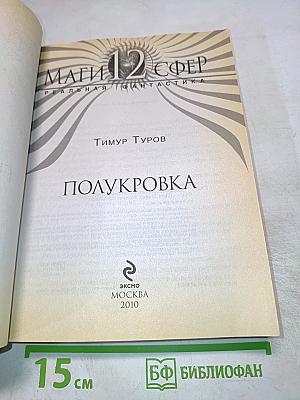 МАГИ 12 СФЕР
РЕАЛЬНАЯ ФАНТАСТИКА
ТИМУР ТУРОВ
ПОЛУКРОВКА
ЭКСМО
МОСКВА
2010
15 см
БФ БИБЛИОФАН